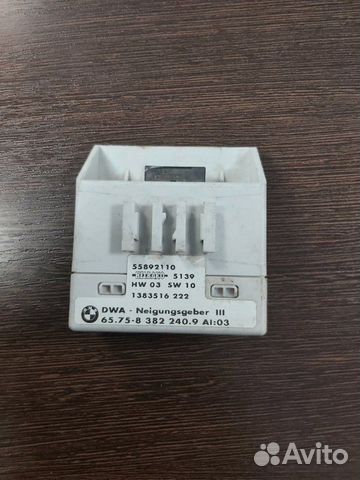 55892110
5139
HW 03 SW 10
1383516 222
DWA - Neigungsgeber III
65.75-8 382 240.9 AI:03
Avito